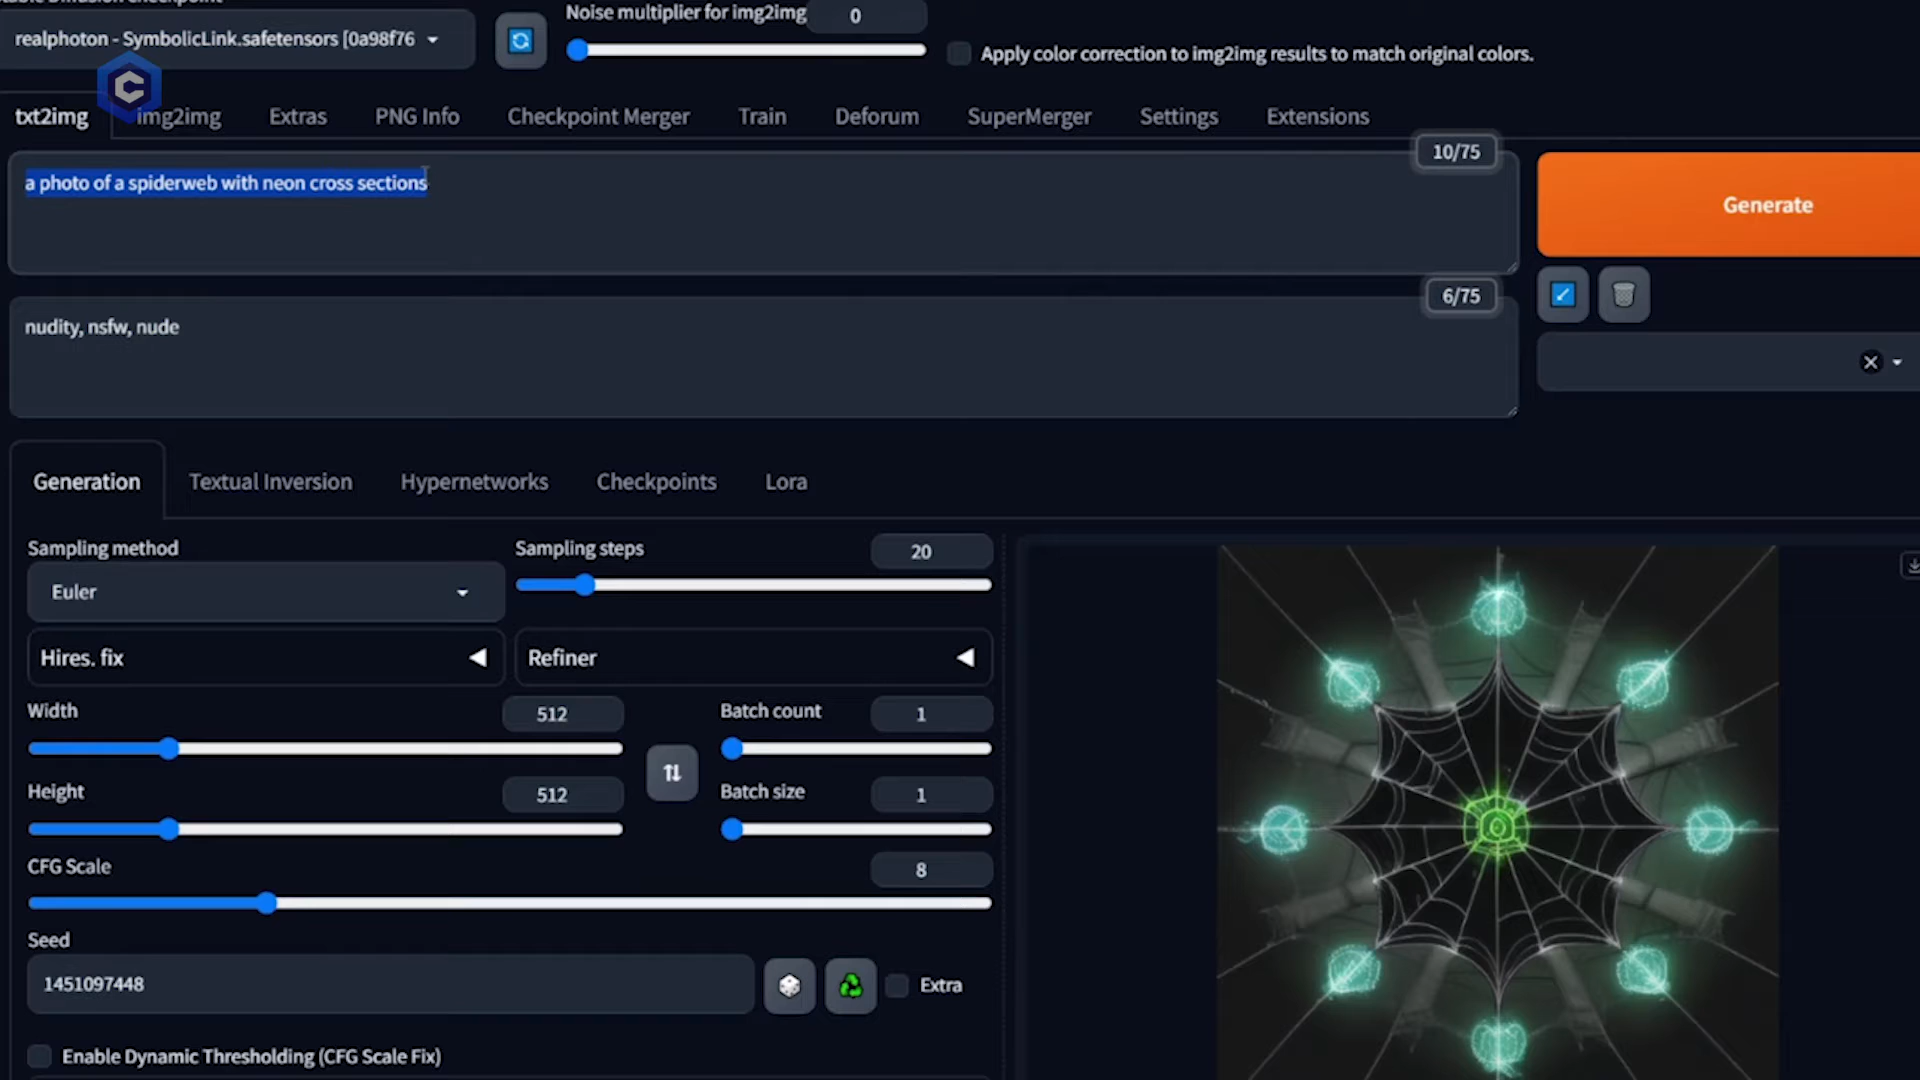 Noise multiplier for img2img
0
realphoton - SymbolicLink.safetensors [0a98f76
Apply color correction to img2img results to match original colors.
C
txt2img
img2img
Extras
PNG Info
Checkpoint Merger
Train
Deforum
SuperMerger
Settings
Extensions
10/75
a photo of a spiderweb with neon cross sections
Generate
6/75
nudity, nsfw, nude
Generation
Textual Inversion
Hypernetworks
Checkpoints
Lora
Sampling method
Sampling steps
20
Euler
Hires. fix
Refiner
Width
512
Batch count
1
Height
512
Batch size
1
CFG Scale
8
Seed
1451097448
Extra
Enable Dynamic Thresholding (CFG Scale Fix)